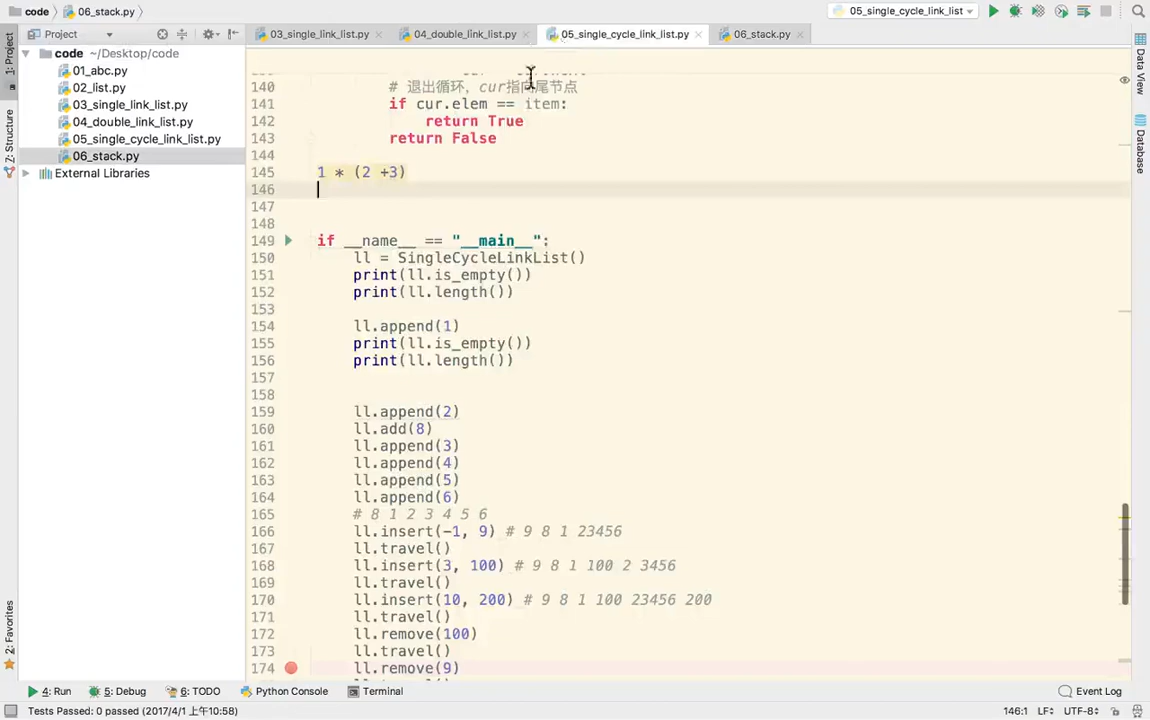 code 06_stack.py 05_single_cycle_link_list
Project 03_single_link_list.py 04_double_link_list.py 05_single_cycle_link_list.py 06_stack.py
1: Project
Z: Structure
2: Favorites
Data View
Database
code ~/Desktop/code
01_abc.py
02_list.py
03_single_link_list.py
04_double_link_list.py
05_single_cycle_link_list.py
06_stack.py
External Libraries
140 # 退出循环，cur指向尾节点
141 if cur.elem == item:
142 return True
143 return False
144
145 1 * (2 +3)
146
147
148
149 if __name__ == "__main__":
150 ll = SingleCycleLinkList()
151 print(ll.is_empty())
152 print(ll.length())
153
154 ll.append(1)
155 print(ll.is_empty())
156 print(ll.length())
157
158
159 ll.append(2)
160 ll.add(8)
161 ll.append(3)
162 ll.append(4)
163 ll.append(5)
164 ll.append(6)
165 # 8 1 2 3 4 5 6
166 ll.insert(-1, 9) # 9 8 1 23456
167 ll.travel()
168 ll.insert(3, 100) # 9 8 1 100 2 3456
169 ll.travel()
170 ll.insert(10, 200) # 9 8 1 100 23456 200
171 ll.travel()
172 ll.remove(100)
173 ll.travel()
174 ll.remove(9)
4: Run 5: Debug 6: TODO Python Console Terminal Event Log
Tests Passed: 0 passed (2017/4/1 上午10:58) 146:1 LF÷ UTF-8÷